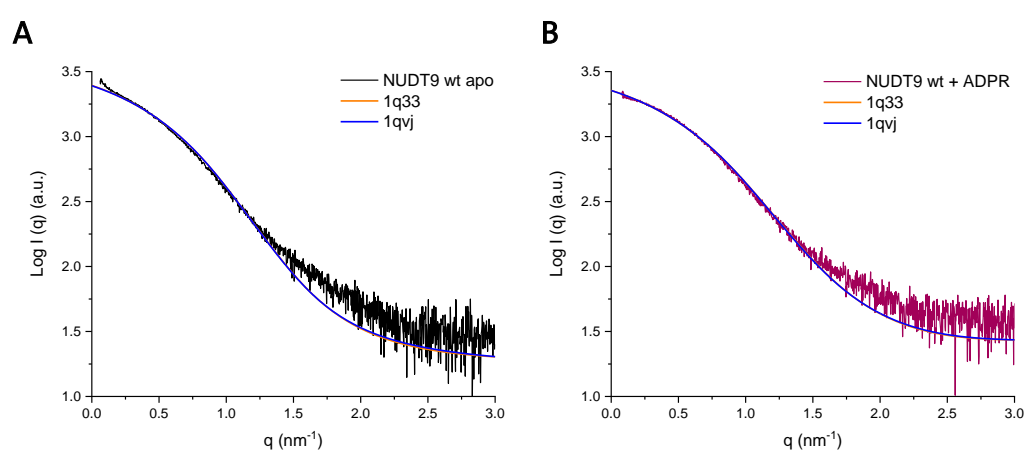 A
B
3.5
3.0
2.5
2.0
1.5
1.0
Log I (q) (a.u.)
NUDT9 wt apo
1q33
1qvj
0.0 0.5 1.0 1.5 2.0 2.5 3.0
q (nm⁻¹)
3.5
3.0
2.5
2.0
1.5
1.0
Log I (q) (a.u.)
NUDT9 wt + ADPR
1q33
1qvj
0.0 0.5 1.0 1.5 2.0 2.5 3.0
q (nm⁻¹)